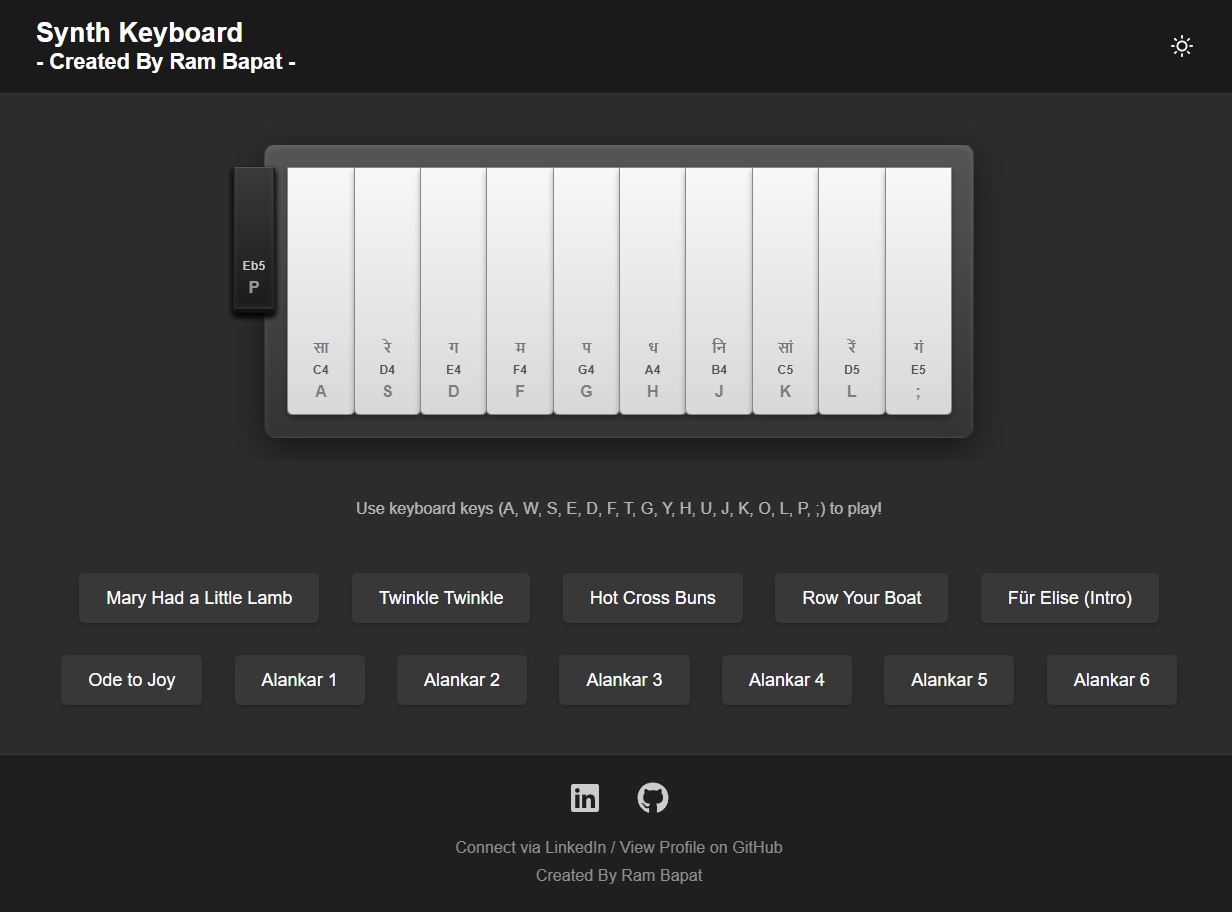 Synth Keyboard
- Created By Ram Bapat -
Eb5
P
सा रे ग म प ध नि सां रें गं
C4 D4 E4 F4 G4 A4 B4 C5 D5 E5
A S D F G H J K L ;
Use keyboard keys (A, W, S, E, D, F, T, G, Y, H, U, J, K, O, L, P, ;) to play!
Mary Had a Little Lamb Twinkle Twinkle Hot Cross Buns Row Your Boat Für Elise (Intro)
Ode to Joy Alankar 1 Alankar 2 Alankar 3 Alankar 4 Alankar 5 Alankar 6
in
Connect via LinkedIn / View Profile on GitHub
Created By Ram Bapat